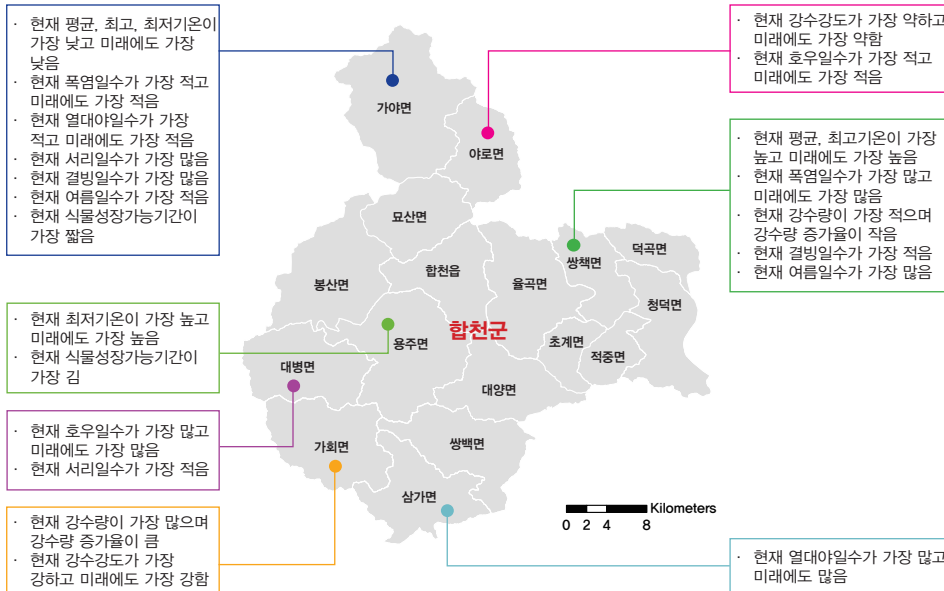 · 현재 평균, 최고, 최저기온이
가장 낮고 미래에도 가장
낮음
· 현재 폭염일수가 가장 적고
미래에도 가장 적음
· 현재 열대야일수가 가장
적고 미래에도 가장 적음
· 현재 서리일수가 가장 많음
· 현재 결빙일수가 가장 많음
· 현재 여름일수가 가장 적음
· 현재 식물성장가능기간이
가장 짧음
· 현재 최저기온이 가장 높고
미래에도 가장 높음
· 현재 식물성장가능기간이
가장 김
· 현재 호우일수가 가장 많고
미래에도 가장 많음
· 현재 서리일수가 가장 적음
· 현재 강수량이 가장 많으며
강수량 증가율이 큼
· 현재 강수강도가 가장
강하고 미래에도 가장 강함
가야면
야로면
묘산면
봉산면
합천읍
율곡면
쌍책면
덕곡면
청덕면
합천군
용주면
초계면
적중면
대병면
대양면
가회면
쌍백면
삼가면
Kilometers
0 2 4 8
· 현재 강수강도가 가장 약하고
미래에도 가장 약함
· 현재 호우일수가 가장 적고
미래에도 가장 적음
· 현재 평균, 최고기온이 가장
높고 미래에도 가장 높음
· 현재 폭염일수가 가장 많고
미래에도 가장 많음
· 현재 강수량이 가장 적으며
강수량 증가율이 작음
· 현재 결빙일수가 가장 적음
· 현재 여름일수가 가장 많음
· 현재 열대야일수가 가장 많고
미래에도 많음